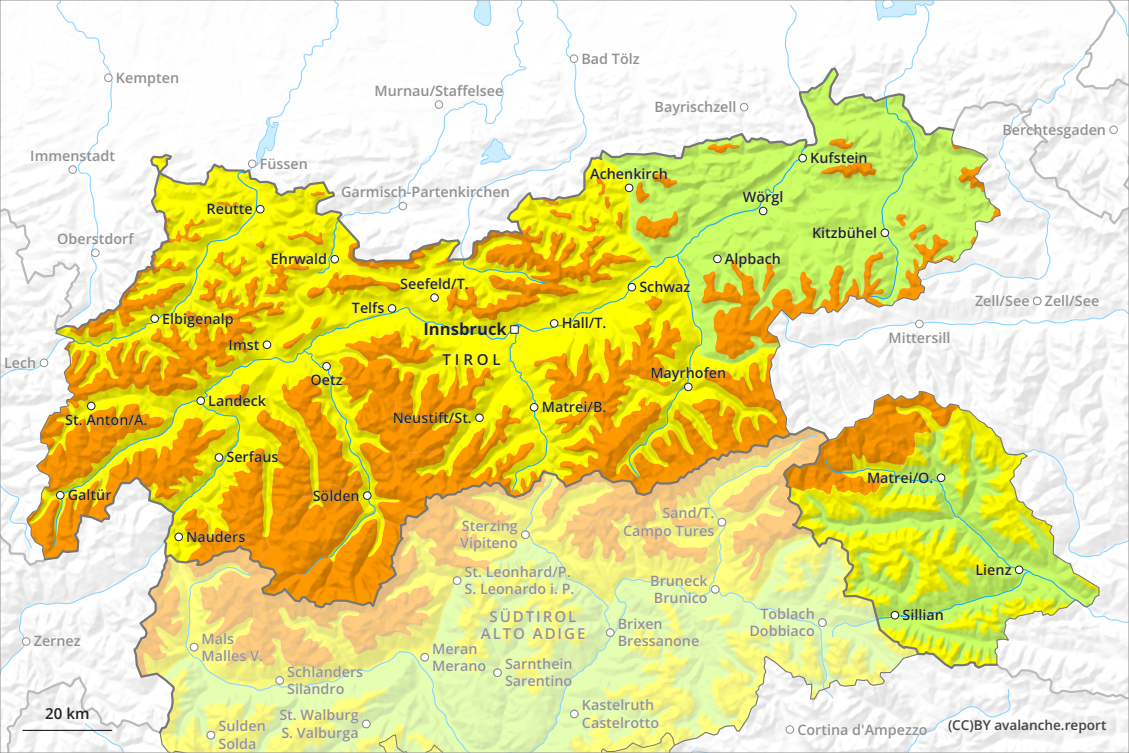 Kempten
Bad Tölz
Murnau/Staffelsee
Bayrischzell
Berchtesgaden
Immenstadt
Füssen
Kufstein
Achenkirch
Garmisch-Partenkirchen
Wörgl
Reutte
Kitzbühel
Oberstdorf
Ehrwald
Alpbach
Seefeld/T.
Schwaz
Zell/See
Zell/See
Telfs
Elbigenalp
Innsbruck
Hall/T.
Mittersill
Imst
TIROL
Lech
Oetz
Mayrhofen
Landeck
St. Anton/A.
Neustift/St.
Matrei/B.
Serfaus
Matrei/O.
Galtür
Sölden
Sand/T.
Campo Tures
Sterzing
Vipiteno
Nauders
St. Leonhard/P.
S. Leonardo i. P.
Bruneck
Brunico
Lienz
SÜDTIROL
ALTO ADIGE
Toblach
Dobbiaco
Sillian
Brixen
Bressanone
Zernez
Mals
Malles V.
Meran
Merano
Sarnthein
Sarentino
Schlanders
Silandro
Kastelruth
Castelrotto
St. Walburg
S. Valburga
20 km
Sulden
Solda
Cortina d'Ampezzo
(CC)BY avalanche.report